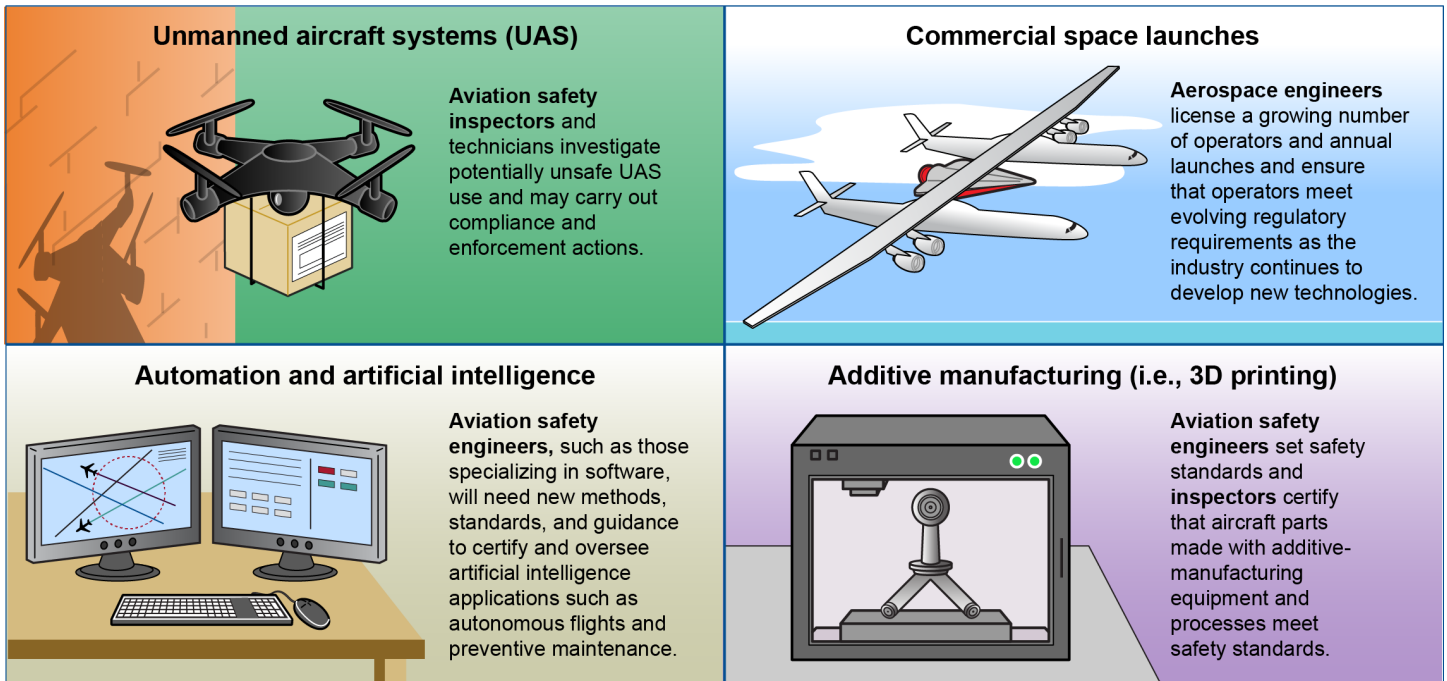 Unmanned aircraft systems (UAS)
Aviation safety
inspectors and
technicians investigate
potentially unsafe UAS
use and may carry out
compliance and
enforcement actions.
Commercial space launches
Aerospace engineers
license a growing number
of operators and annual
launches and ensure
that operators meet
evolving regulatory
requirements as the
industry continues to
develop new technologies.
Automation and artificial intelligence
Aviation safety
engineers, such as those
specializing in software,
will need new methods,
standards, and guidance
to certify and oversee
artificial intelligence
applications such as
autonomous flights and
preventive maintenance.
Additive manufacturing (i.e., 3D printing)
Aviation safety
engineers set safety
standards and
inspectors certify
that aircraft parts
made with additive-
manufacturing
equipment and
processes meet
safety standards.